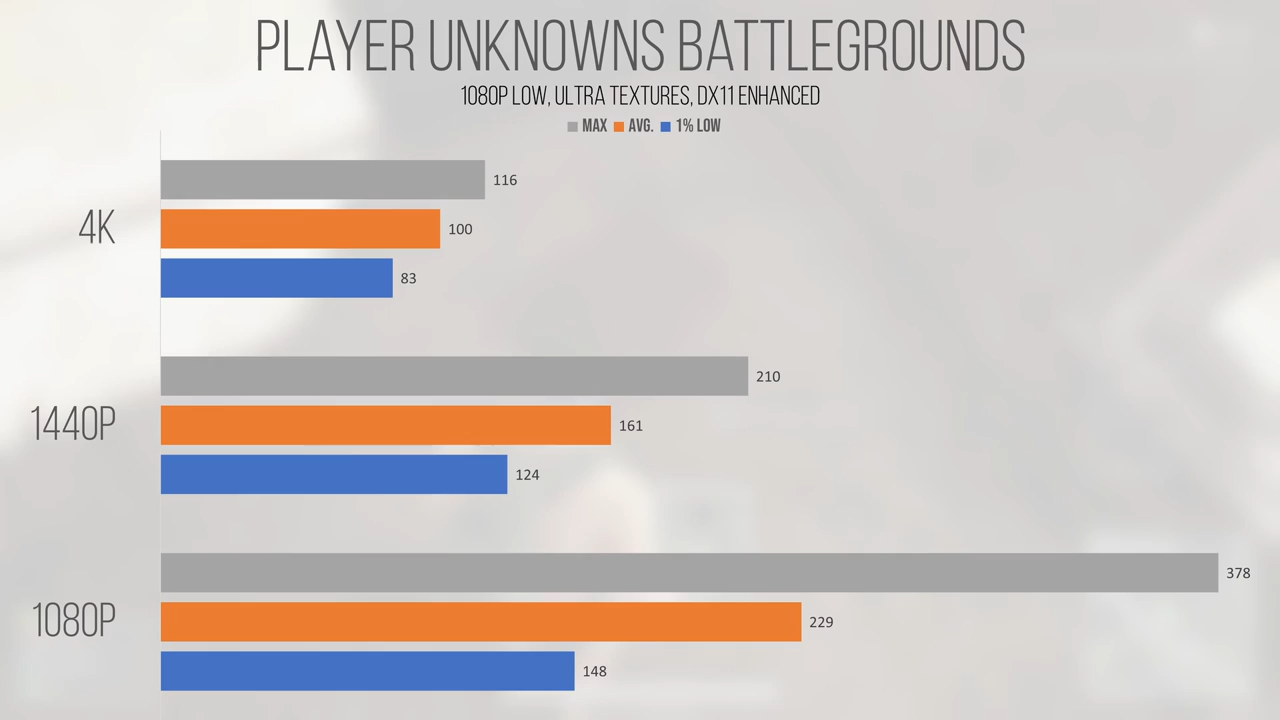 PLAYER UNKNOWNS BATTLEGROUNDS
1080P LOW, ULTRA TEXTURES, DX11 ENHANCED
MAX AVG. 1% LOW
116
4K 100
83
210
1440P 161
124
378
1080P 229
148